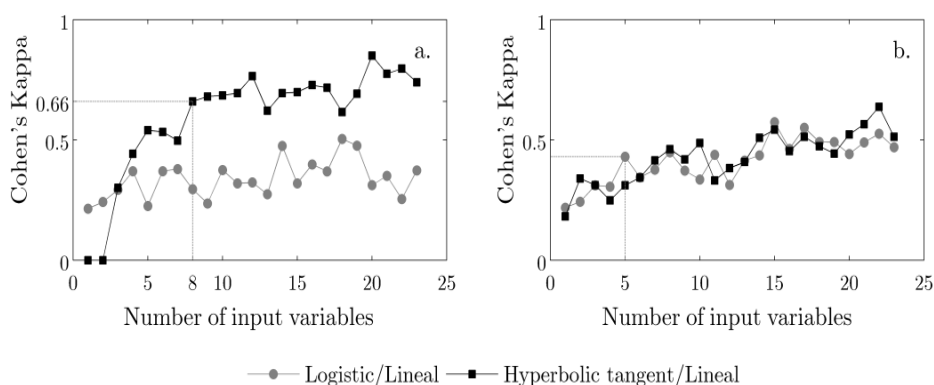 1
a.
Cohen's Kappa
0.66
0.5
0
0 5 8 10 15 20 25
Number of input variables
1
b.
Cohen's Kappa
0.5
0
0 5 10 15 20 25
Number of input variables
Logistic/Lineal Hyperbolic tangent/Lineal